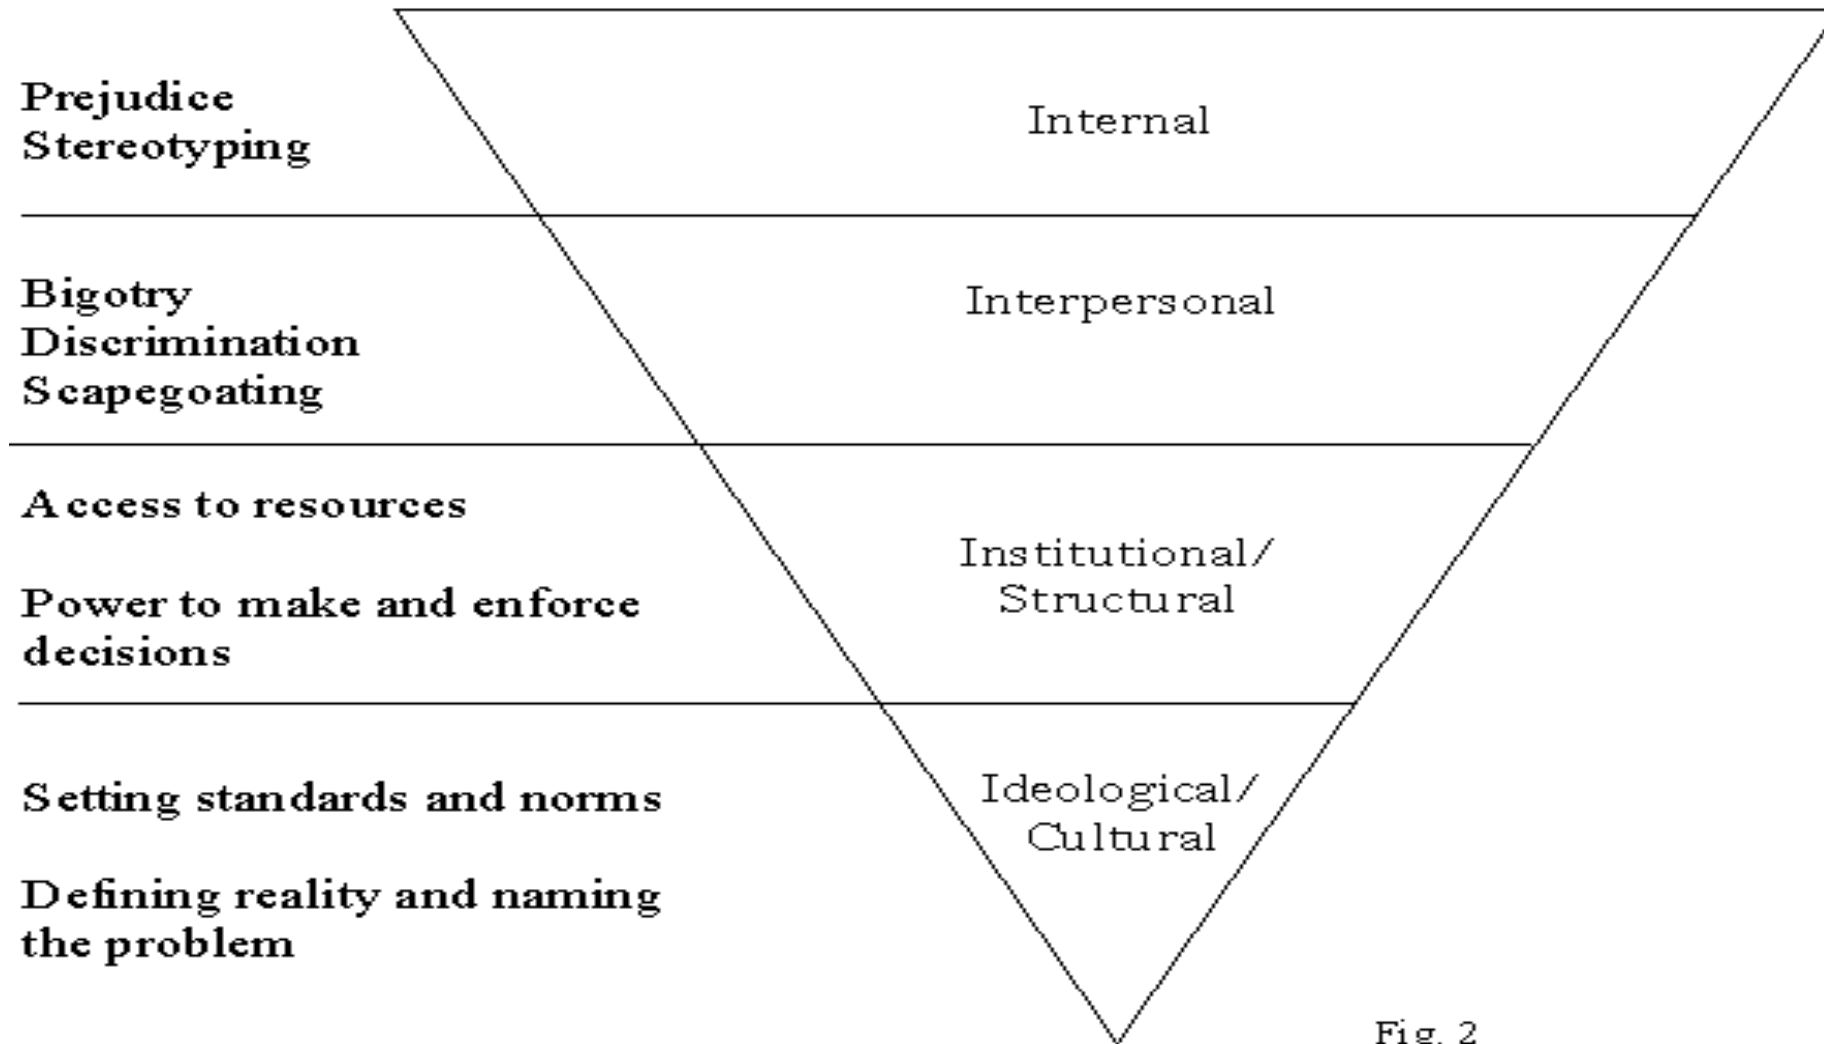 Prejudice
Stereotyping
Internal
Bigotry
Discrimination
Scapegoating
Interpersonal
Access to resources
Power to make and enforce
decisions
Institutional/
Structural
Setting standards and norms
Defining reality and naming
the problem
Ideological/
Cultural
Fig. 2